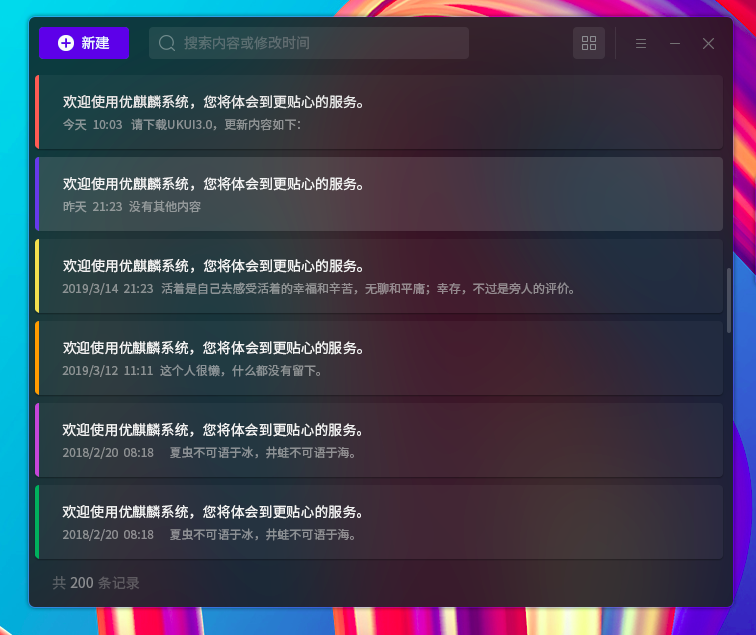 新建
搜索内容或修改时间
欢迎使用优麒麟系统，您将体会到更贴心的服务。
今天 10:03 请下载UKUI3.0，更新内容如下：
欢迎使用优麒麟系统，您将体会到更贴心的服务。
昨天 21:23 没有其他内容
欢迎使用优麒麟系统，您将体会到更贴心的服务。
2019/3/14 21:23 活着是自己去感受活着的幸福和辛苦，无聊和平庸；幸存，不过是旁人的评价。
欢迎使用优麒麟系统，您将体会到更贴心的服务。
2019/3/12 11:11 这个人很懒，什么都没有留下。
欢迎使用优麒麟系统，您将体会到更贴心的服务。
2018/2/20 08:18 夏虫不可语于冰，井蛙不可语于海。
欢迎使用优麒麟系统，您将体会到更贴心的服务。
2018/2/20 08:18 夏虫不可语于冰，井蛙不可语于海。
共 200 条记录